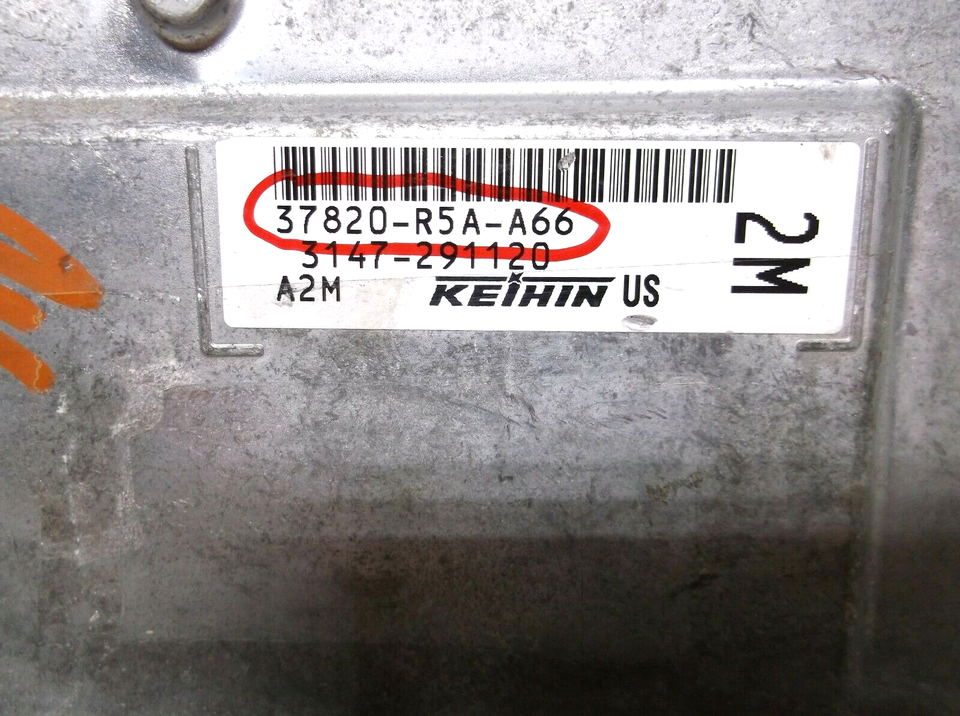 37820-R5A-A66
3147-291120
A2M KEIHIN US
2M